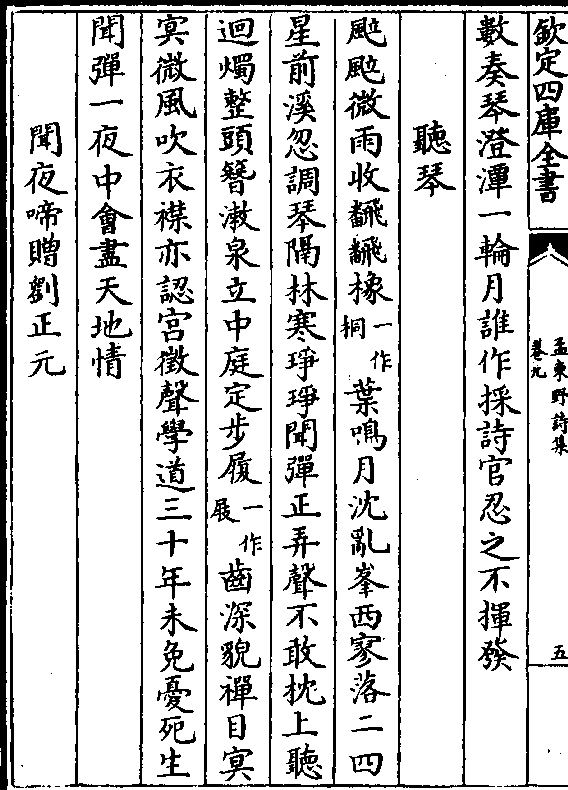 欽定四庫全書
孟東野詩集
卷九
五
數奏琴澄潭一輪月誰作採詩官忍之不揮發
聽琴
颭颭微雨收翻翻橡一作桐葉鳴月沈亂峯西寥落三四
星前溪忽調琴隔林寒琤琤聞彈正弄聲不敢枕上聽
迴燭整頭簪漱泉立中庭定步履一作屐齒深貌禪目冥
冥微風吹衣襟亦認宮徵聲學道三十年未免憂死生
聞彈一夜中會盡天地情
聞夜啼贈劉正元